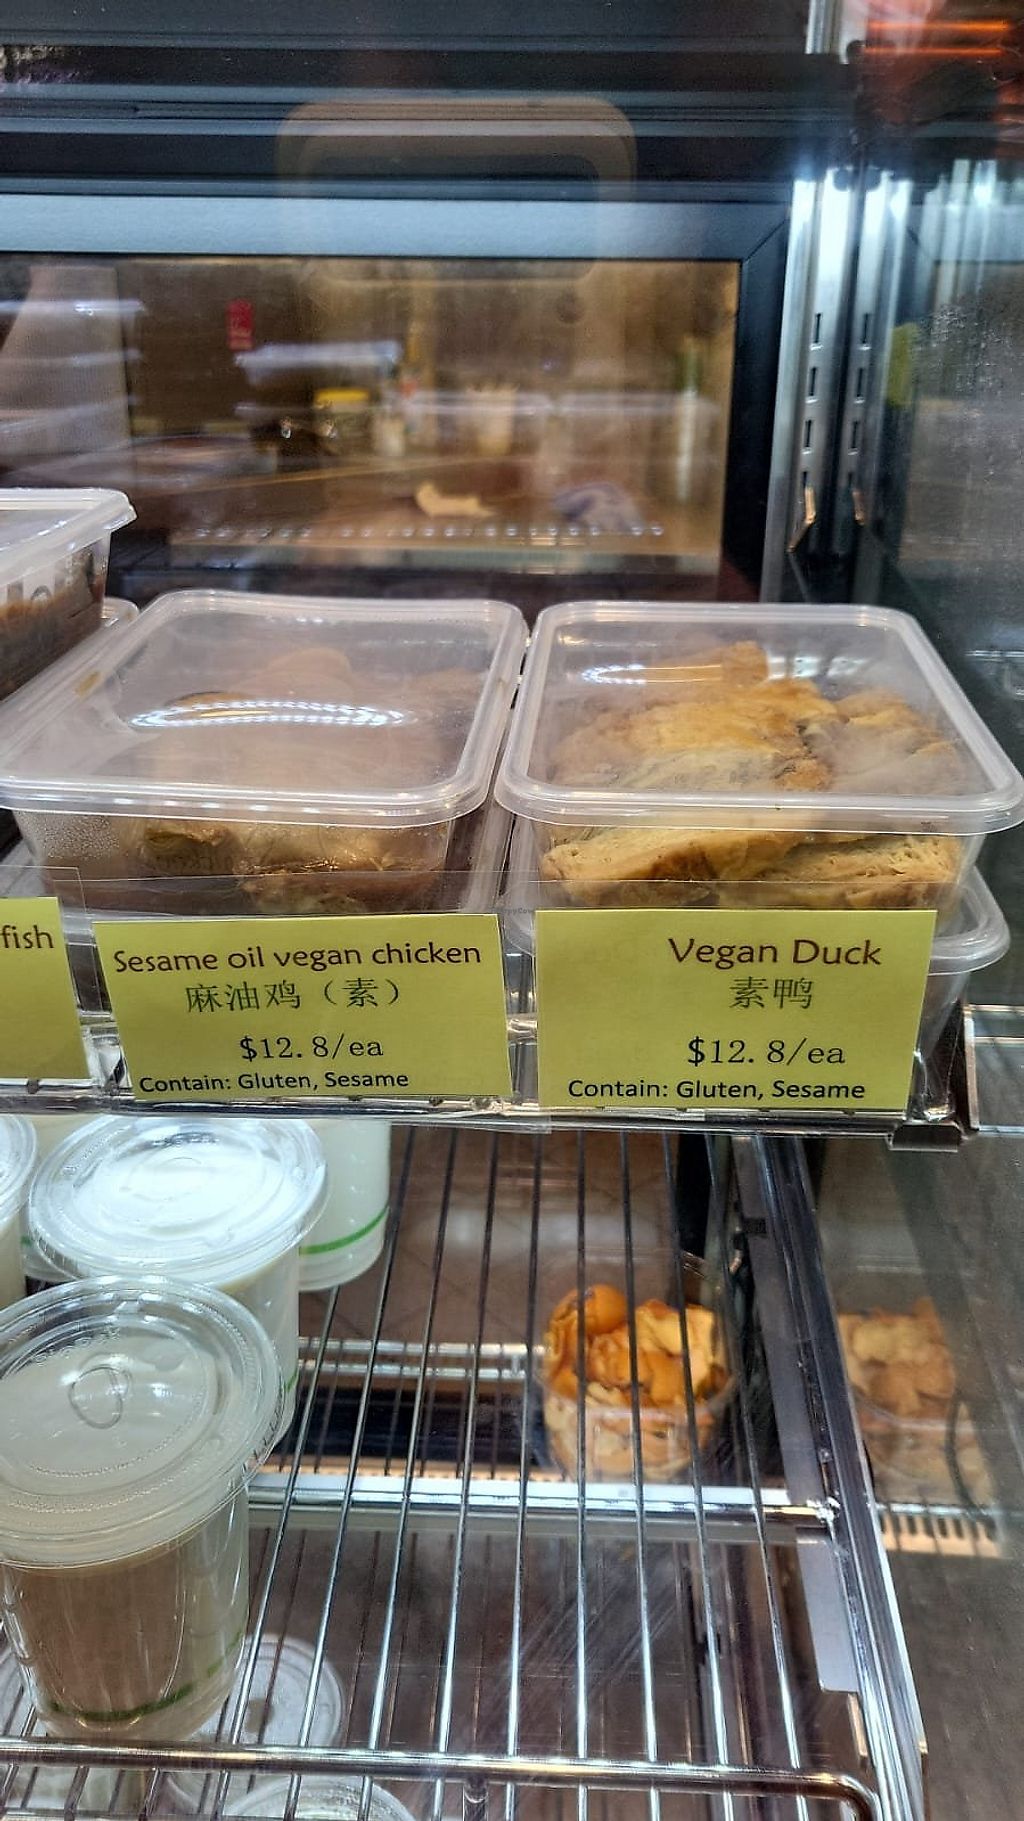 fish
Sesame oil vegan chicken
麻油鸡（素）
$12.8/ea
Contain: Gluten, Sesame
Vegan Duck
素鸭
$12.8/ea
Contain: Gluten, Sesame